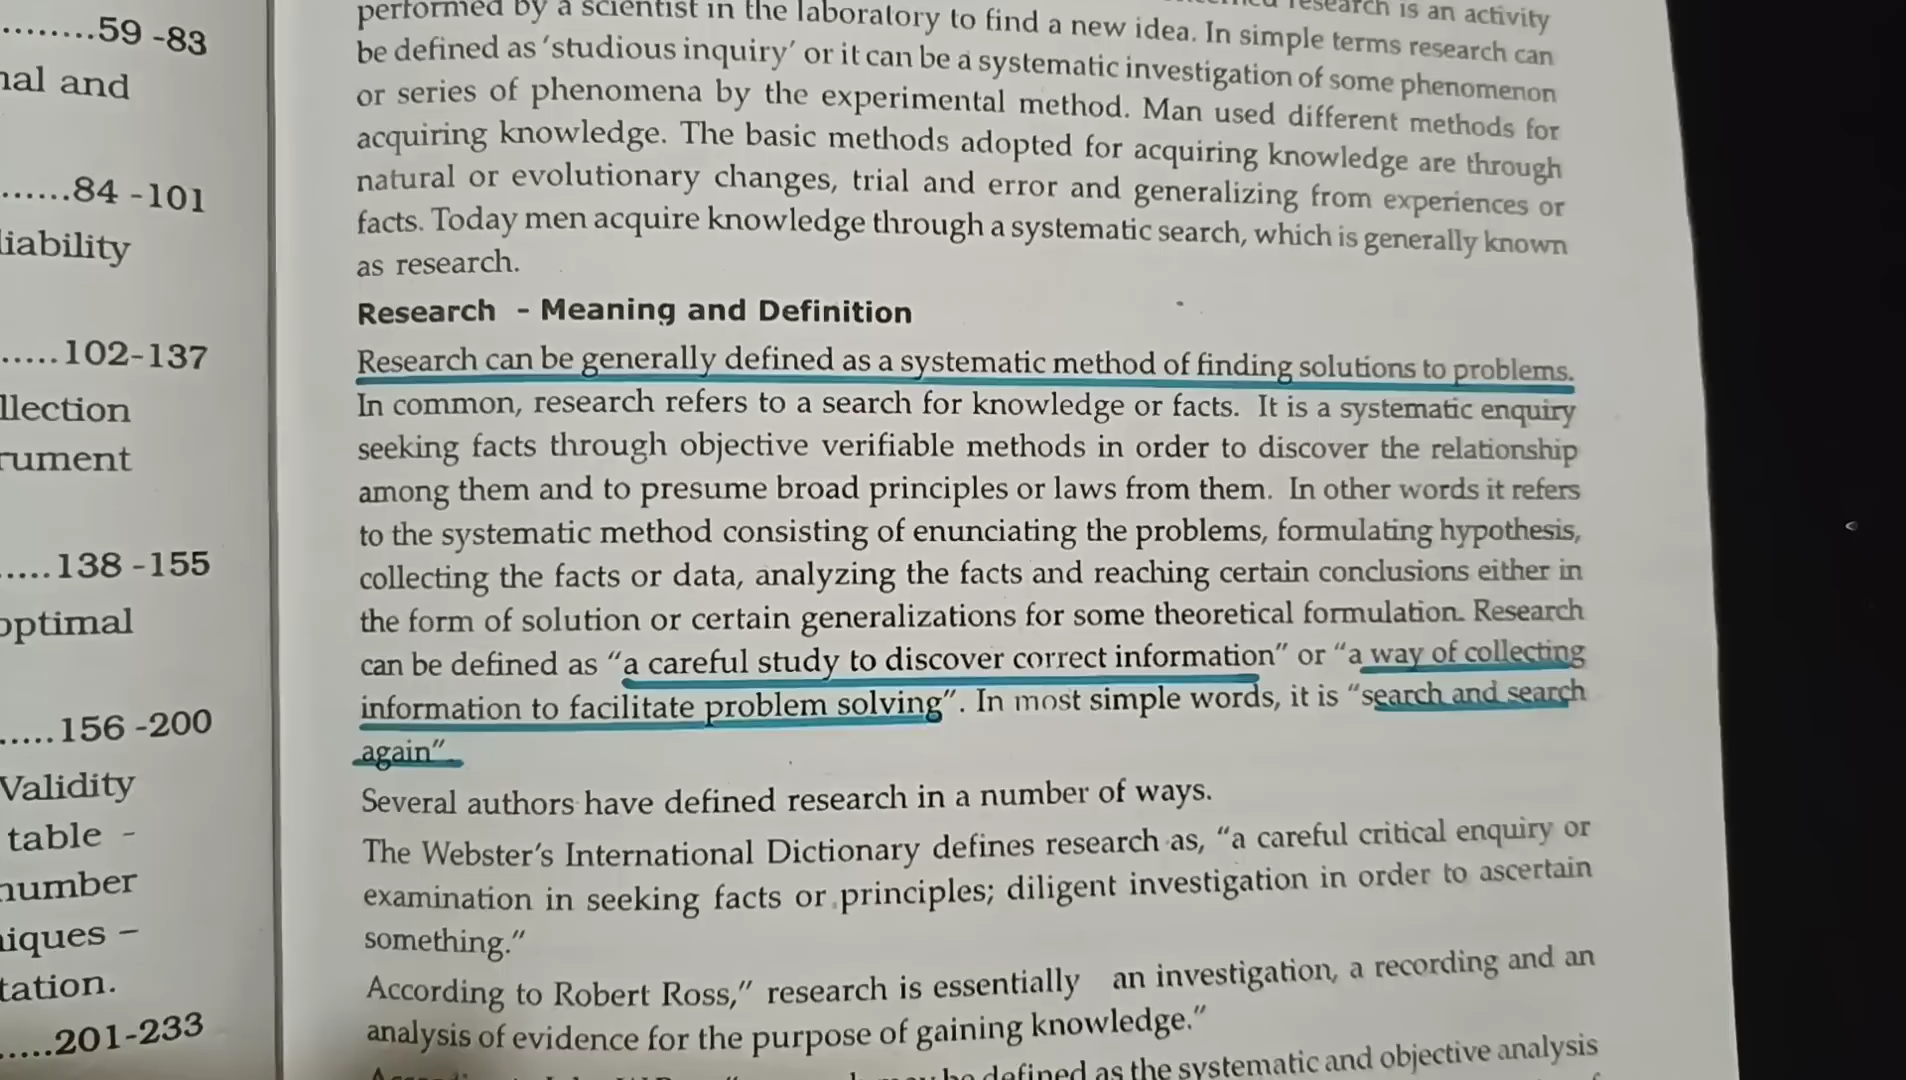 ........59 -83
nal and
......84 -101
liability
.....102-137
llection
rument
.....138 -155
optimal
.....156 -200
Validity
table -
number
iques –
tation.
.....201-233
research is an activity
performed by a scientist in the laboratory to find a new idea. In simple terms research can
be defined as ‘studious inquiry’ or it can be a systematic investigation of some phenomenon
or series of phenomena by the experimental method. Man used different methods for
acquiring knowledge. The basic methods adopted for acquiring knowledge are through
natural or evolutionary changes, trial and error and generalizing from experiences or
facts. Today men acquire knowledge through a systematic search, which is generally known
as research.
Research - Meaning and Definition
Research can be generally defined as a systematic method of finding solutions to problems.
In common, research refers to a search for knowledge or facts. It is a systematic enquiry
seeking facts through objective verifiable methods in order to discover the relationship
among them and to presume broad principles or laws from them. In other words it refers
to the systematic method consisting of enunciating the problems, formulating hypothesis,
collecting the facts or data, analyzing the facts and reaching certain conclusions either in
the form of solution or certain generalizations for some theoretical formulation. Research
can be defined as “a careful study to discover correct information” or “a way of collecting
information to facilitate problem solving”. In most simple words, it is “search and search
again”.
Several authors have defined research in a number of ways.
The Webster’s International Dictionary defines research as, “a careful critical enquiry or
examination in seeking facts or principles; diligent investigation in order to ascertain
something.”
According to Robert Ross,” research is essentially an investigation, a recording and an
analysis of evidence for the purpose of gaining knowledge.”
be defined as the systematic and objective analysis